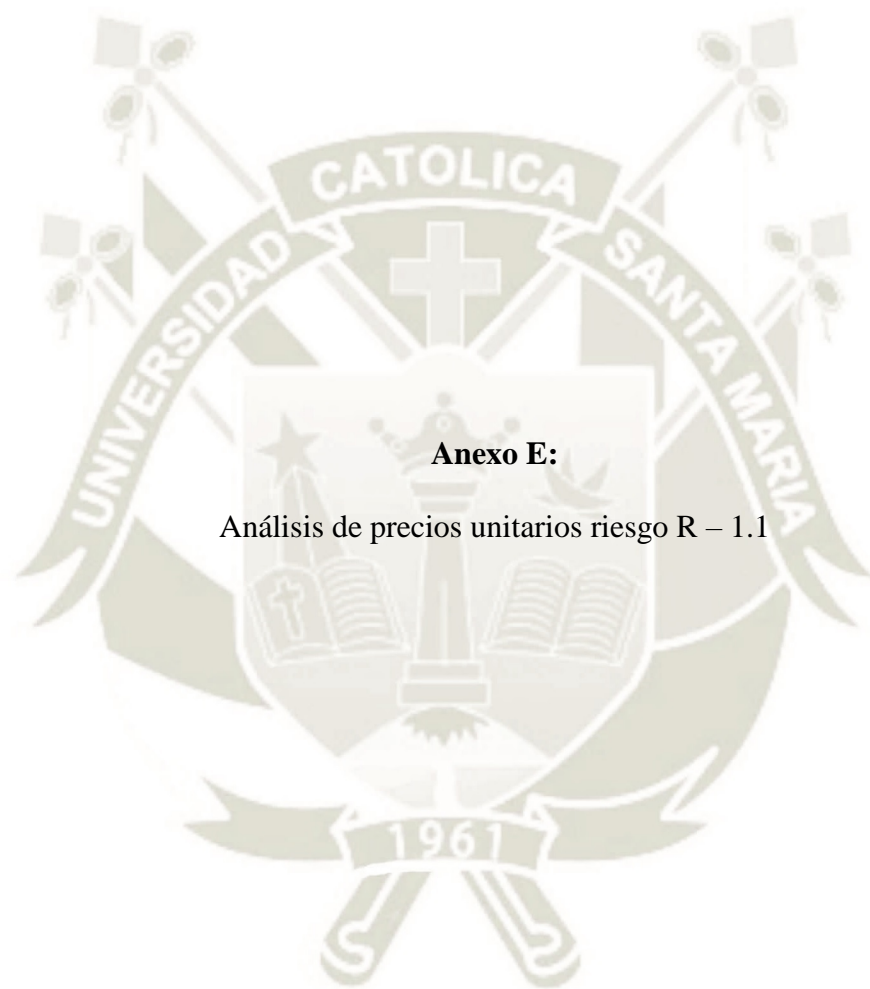 CATOLICA
UNIVERSIDAD
SANTA MARIA
Anexo E:
Análisis de precios unitarios riesgo R – 1.1
1961